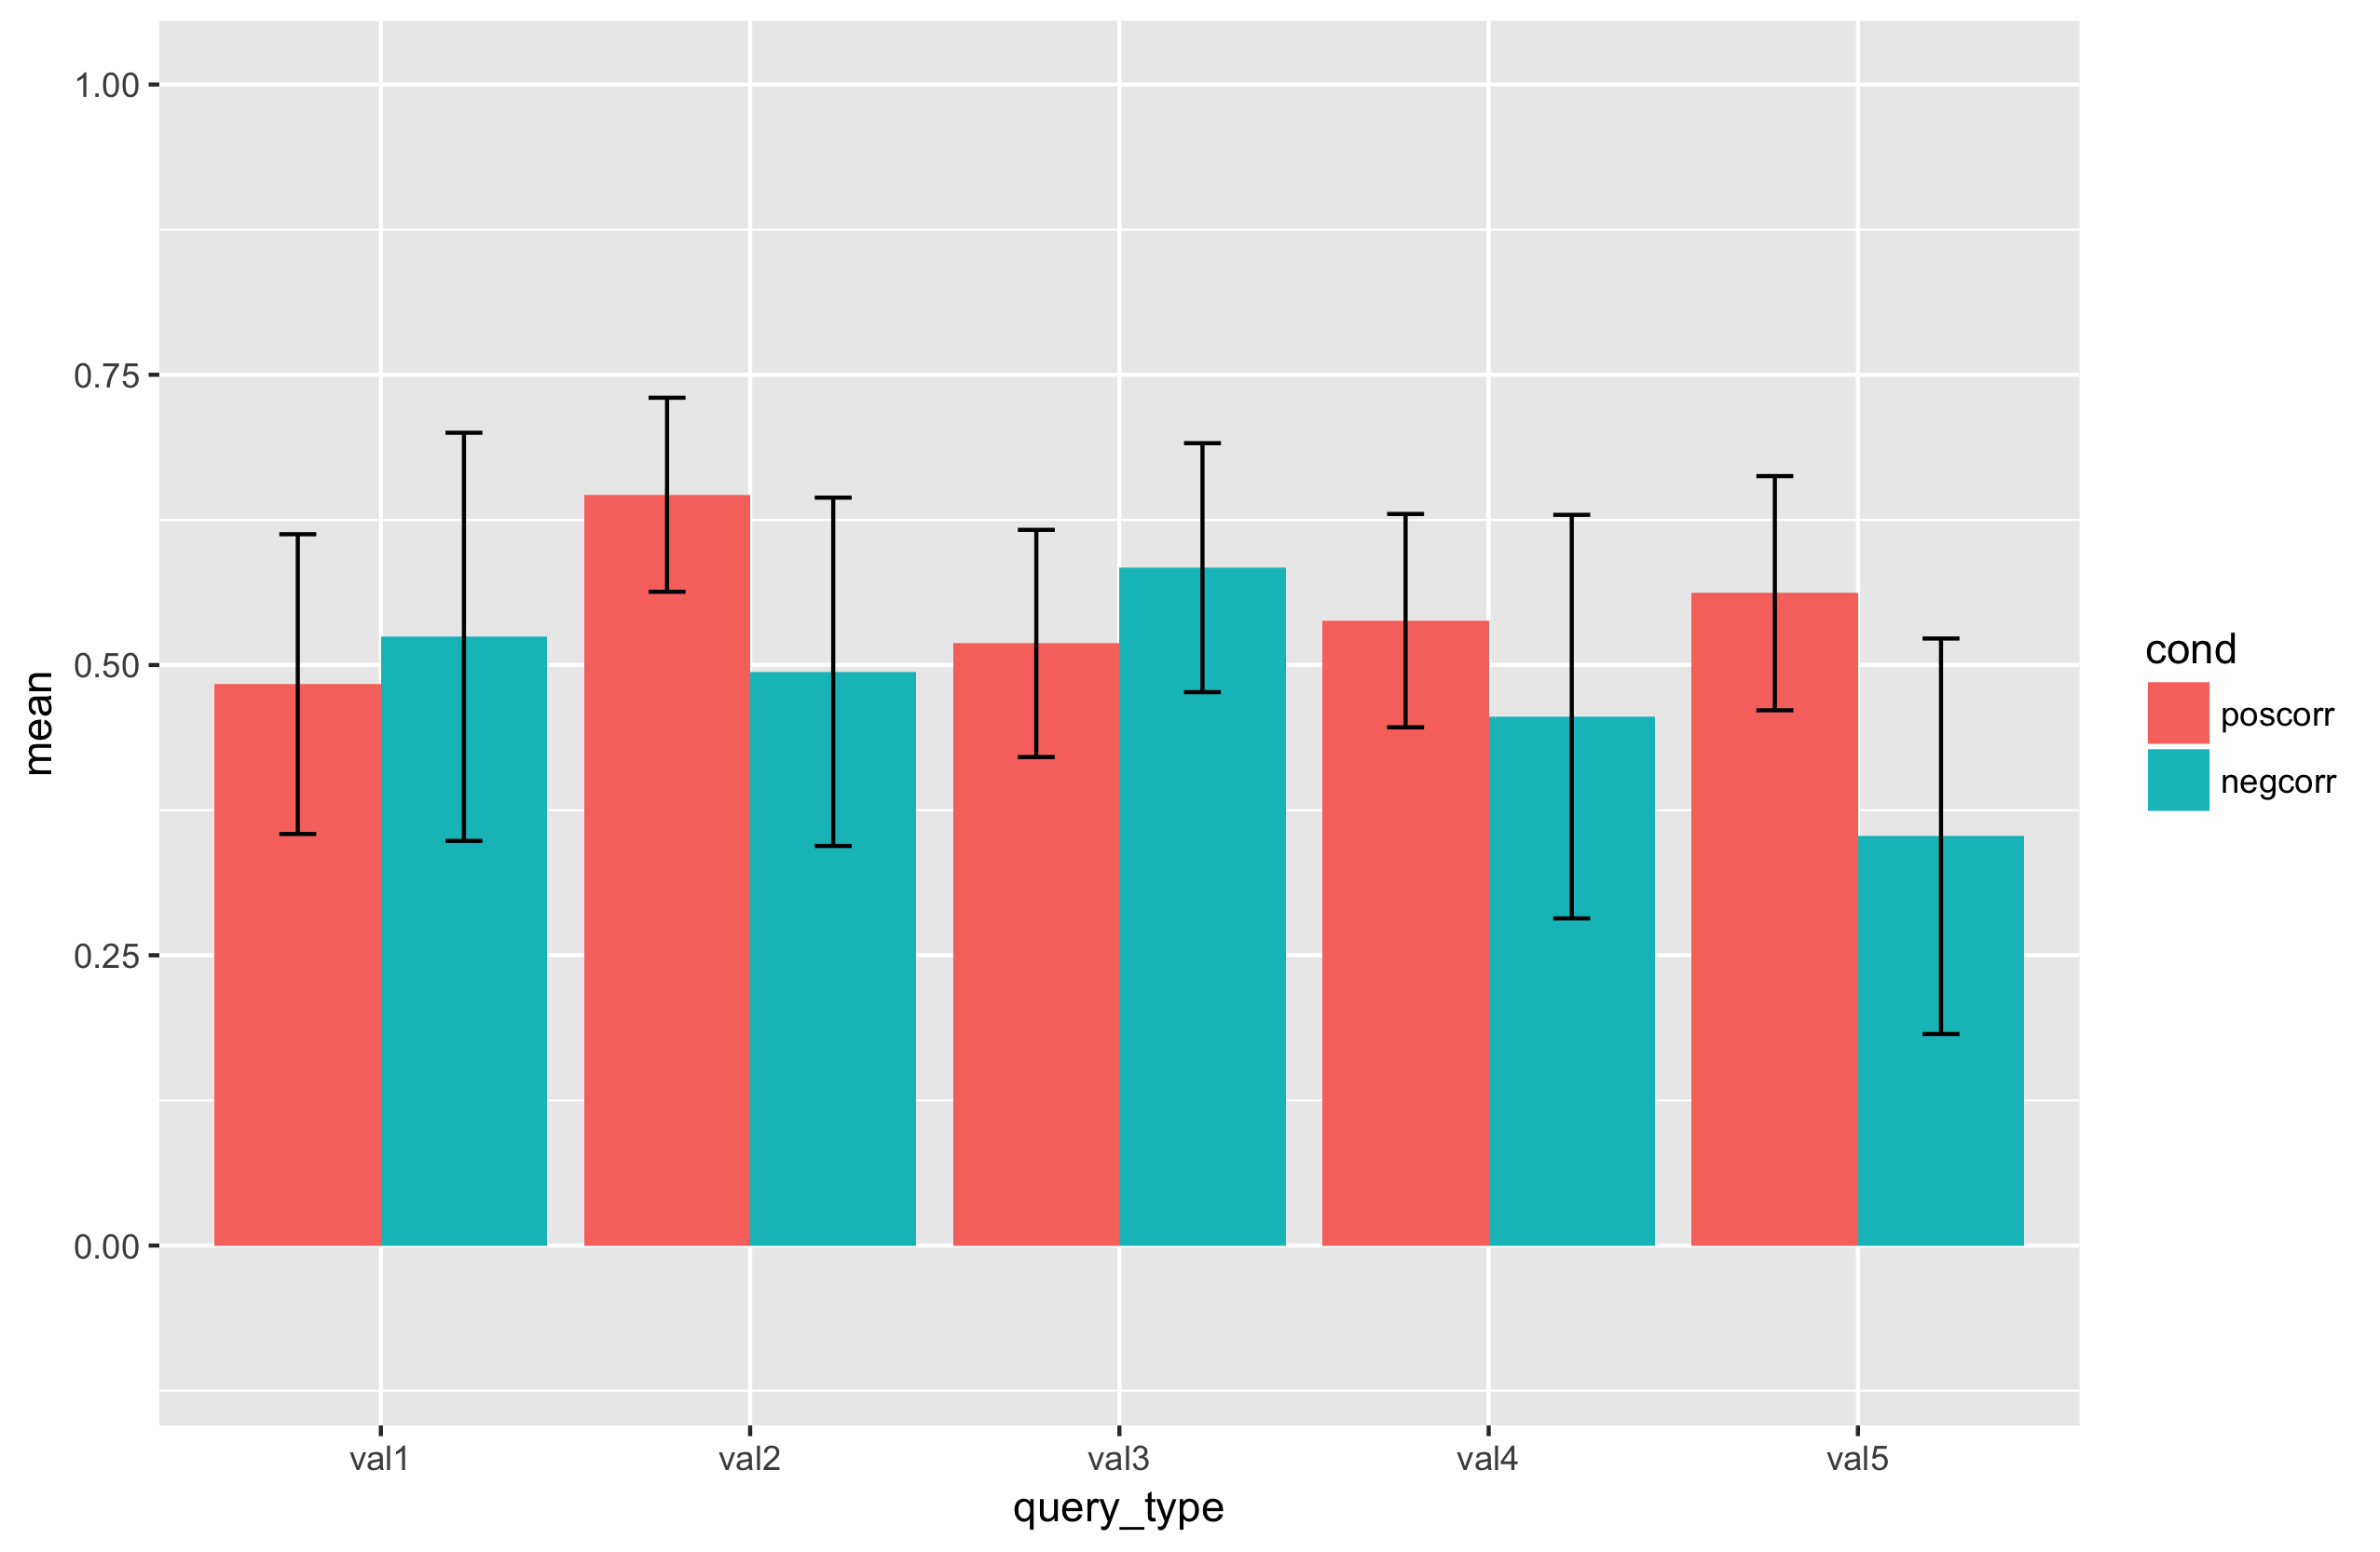 1.00
0.75
0.50
0.25
0.00
mean
val1 val2 val3 val4 val5
query_type
cond
poscorr
negcorr